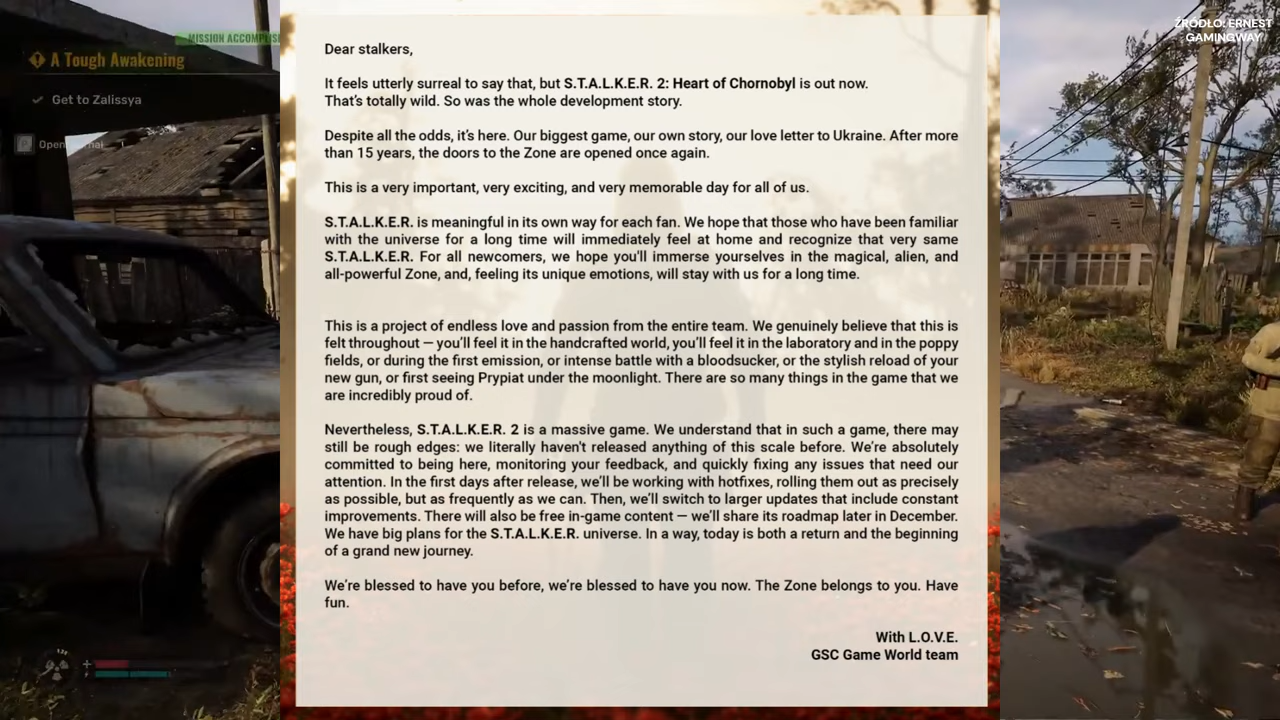 ŹRÓDŁO: ERNEST
GAMINGWAY
MISSION ACCOMPLIS
A Tough Awakening
Get to Zalissya
P
Open
Dear stalkers,
It feels utterly surreal to say that, but S.T.A.L.K.E.R. 2: Heart of Chornobyl is out now.
That's totally wild. So was the whole development story.
Despite all the odds, it's here. Our biggest game, our own story, our love letter to Ukraine. After more
than 15 years, the doors to the Zone are opened once again.
This is a very important, very exciting, and very memorable day for all of us.
S.T.A.L.K.E.R. is meaningful in its own way for each fan. We hope that those who have been familiar
with the universe for a long time will immediately feel at home and recognize that very same
S.T.A.L.K.E.R. For all newcomers, we hope you'll immerse yourselves in the magical, alien, and
all-powerful Zone, and, feeling its unique emotions, will stay with us for a long time.
This is a project of endless love and passion from the entire team. We genuinely believe that this is
felt throughout — you'll feel it in the handcrafted world, you'll feel it in the laboratory and in the poppy
fields, or during the first emission, or intense battle with a bloodsucker, or the stylish reload of your
new gun, or first seeing Prypiat under the moonlight. There are so many things in the game that we
are incredibly proud of.
Nevertheless, S.T.A.L.K.E.R. 2 is a massive game. We understand that in such a game, there may
still be rough edges: we literally haven't released anything of this scale before. We're absolutely
committed to being here, monitoring your feedback, and quickly fixing any issues that need our
attention. In the first days after release, we'll be working with hotfixes, rolling them out as precisely
as possible, but as frequently as we can. Then, we'll switch to larger updates that include constant
improvements. There will also be free in-game content — we'll share its roadmap later in December.
We have big plans for the S.T.A.L.K.E.R. universe. In a way, today is both a return and the beginning
of a grand new journey.
We're blessed to have you before, we're blessed to have you now. The Zone belongs to you. Have
fun.
With L.O.V.E.
GSC Game World team